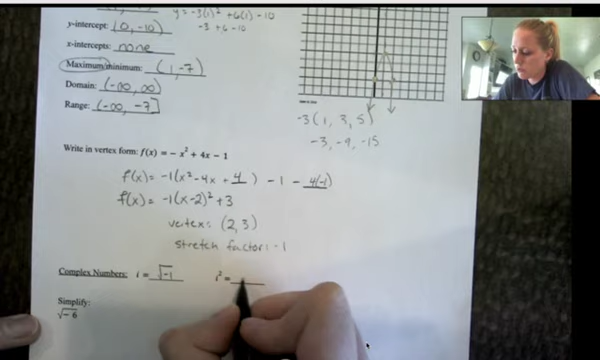 y = -3(1)² + 6(1) - 10
y-intercept: (0, -10)
-3 + 6 - 10
x-intercepts: none
Maximum/minimum: (1, -7)
Domain: (-∞, ∞)
Range: (-∞, -7]
-3(1, 3, 5)
-3, -9, -15
Write in vertex form: f(x) = - x² + 4x - 1
f(x) = -1(x² - 4x + 4) - 1 - 4(-1)
f(x) = -1(x - 2)² + 3
vertex: (2, 3)
stretch factor: -1
Complex Numbers: i = √-1 i² =
Simplify:
√-6